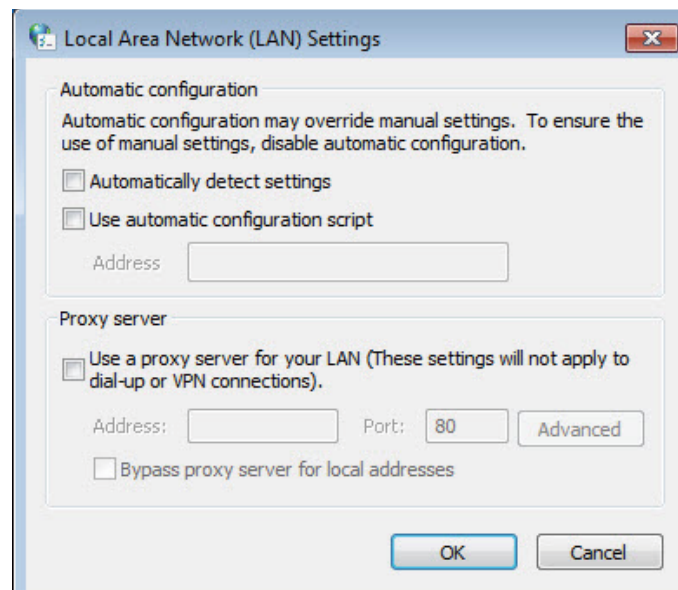 Local Area Network (LAN) Settings
Automatic configuration
Automatic configuration may override manual settings. To ensure the
use of manual settings, disable automatic configuration.
Automatically detect settings
Use automatic configuration script
Address
Proxy server
Use a proxy server for your LAN (These settings will not apply to
dial-up or VPN connections).
Address: Port: 80 Advanced
Bypass proxy server for local addresses
OK Cancel